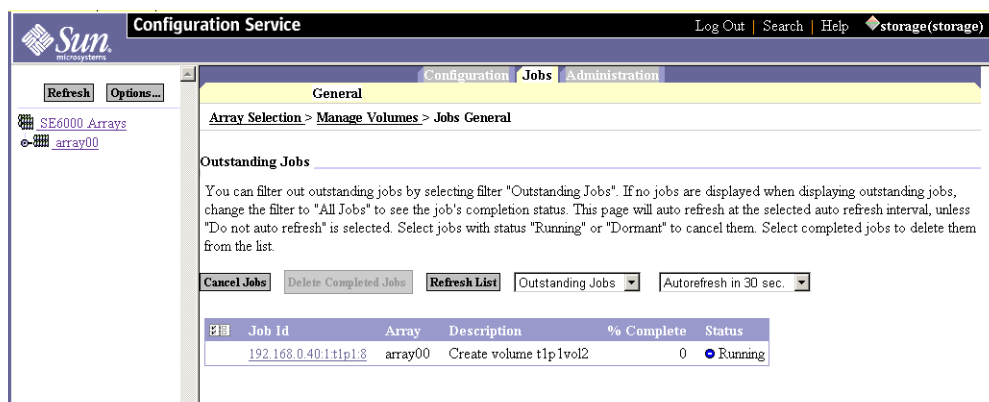 Configuration Service
Log Out | Search | Help storage(storage)
Sun
microsystems
Refresh Options...
SE6000 Arrays
array00
Configuration Jobs Administration
General
Array Selection > Manage Volumes > Jobs General
Outstanding Jobs
You can filter out outstanding jobs by selecting filter "Outstanding Jobs". If no jobs are displayed when displaying outstanding jobs,
change the filter to "All Jobs" to see the job's completion status. This page will auto refresh at the selected auto refresh interval, unless
"Do not auto refresh" is selected. Select jobs with status "Running" or "Dormant" to cancel them. Select completed jobs to delete them
from the list.
Cancel Jobs Delete Completed Jobs Refresh List Outstanding Jobs Autorefresh in 30 sec.
Job Id Array Description % Complete Status
192.168.0.40:1:t1p1:8 array00 Create volume t1p1vol2 0 Running